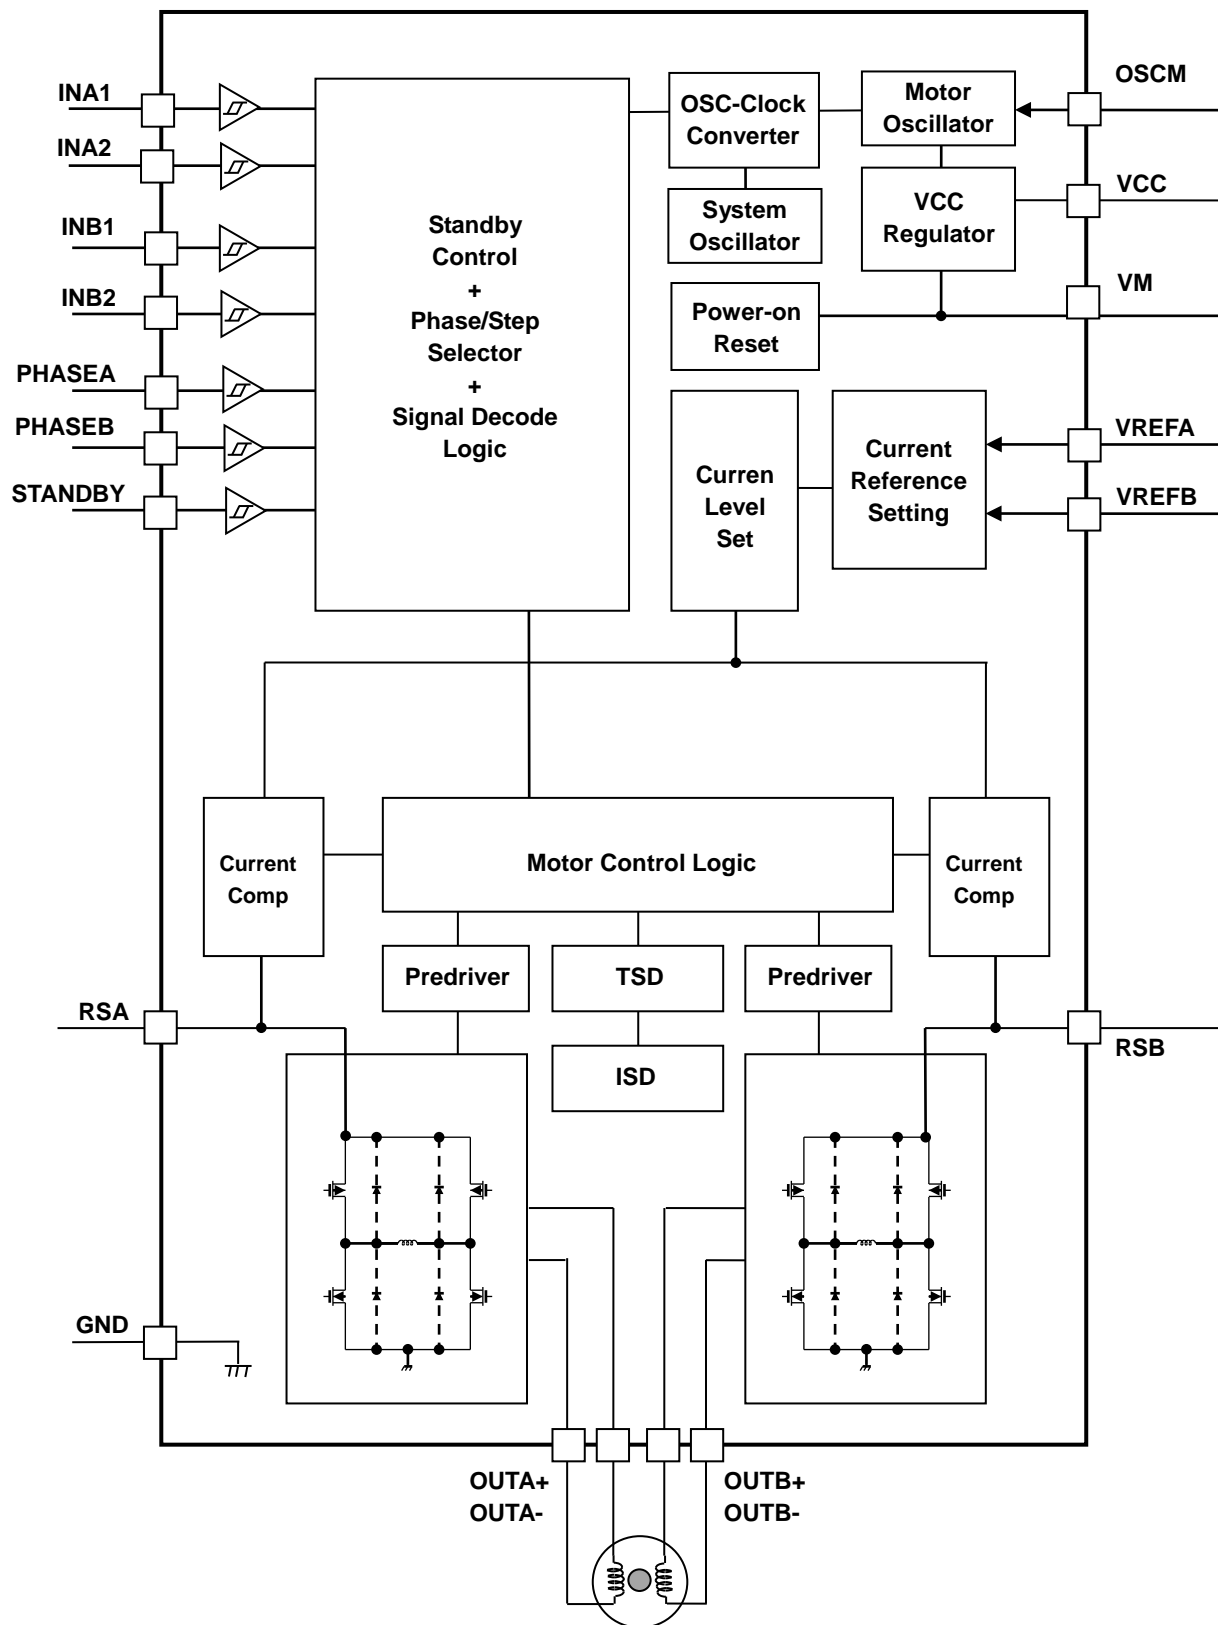 INA1
INA2
INB1
INB2
PHASEA
PHASEB
STANDBY
Standby
Control
+
Phase/Step
Selector
+
Signal Decode
Logic
OSC-Clock
Converter
Motor
Oscillator
System
Oscillator
VCC
Regulator
Power-on
Reset
Curren
Level
Set
Current
Reference
Setting
OSCM
VCC
VM
VREFA
VREFB
Current
Comp
Motor Control Logic
Current
Comp
Predriver
TSD
Predriver
ISD
RSA
RSB
GND
OUTA+
OUTA-
OUTB+
OUTB-